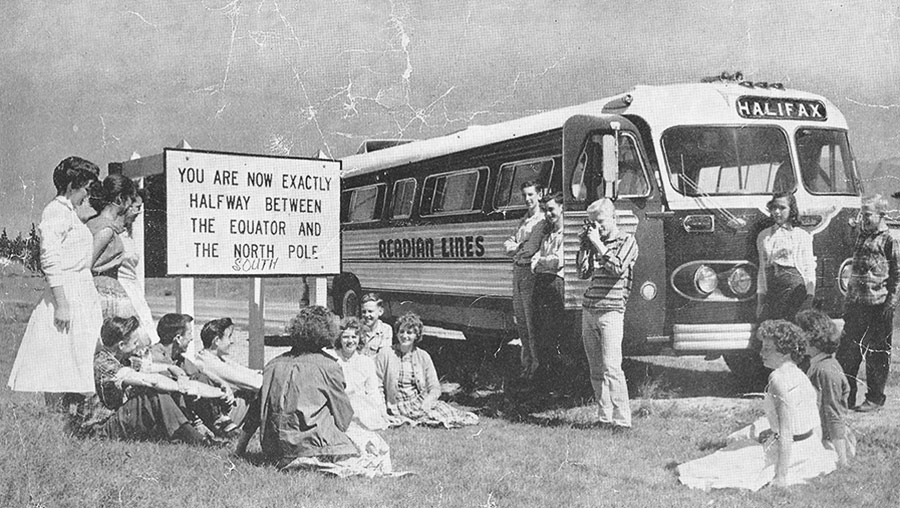 HALIFAX
YOU ARE NOW EXACTLY
HALFWAY BETWEEN
THE EQUATOR AND
THE NORTH POLE
SOUTH
ACADIAN LINES